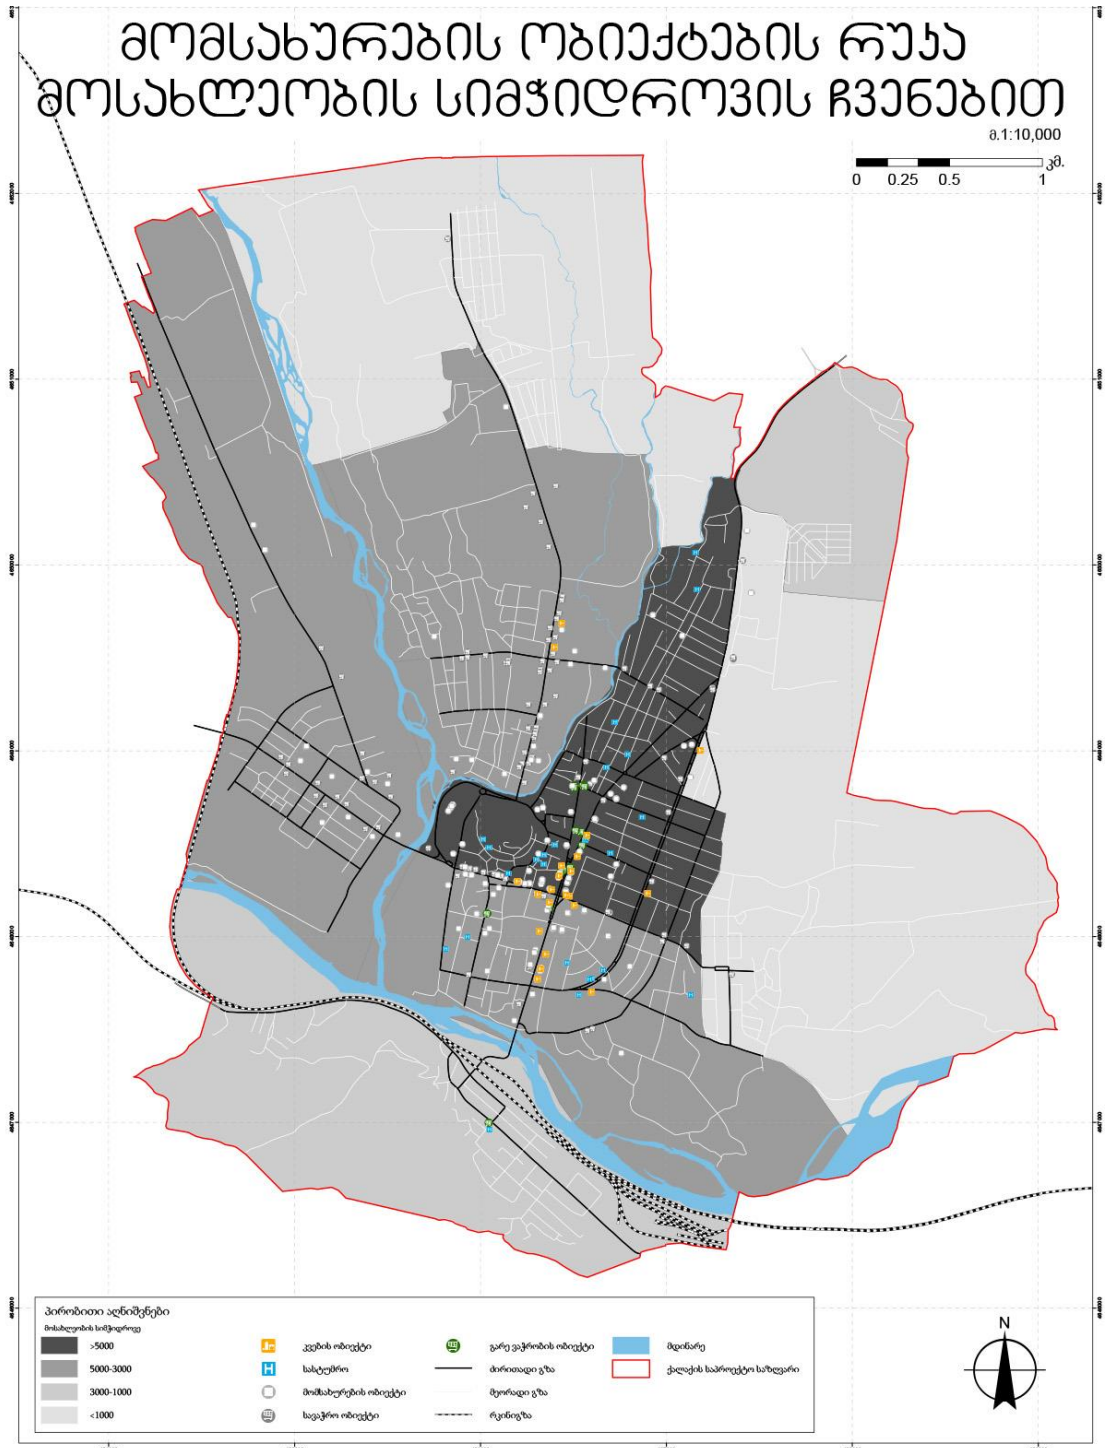 მომსახურების ობიექტების რუკა
მოსახლეობის სიმჭიდროვის ჩვენებით
მ.1:10,000
კმ.
0 0.25 0.5 1
პირობითი აღნიშვნები
მოსახლეობის სიმჭიდროვე
>5000
5000-3000
3000-1000
<1000
კვების ობიექტი
სასტუმრო
მომსახურების ობიექტი
სავაჭრო ობიექტი
გარე ვაჭრობის ობიექტი
ძირითადი გზა
მეორადი გზა
რკინიგზა
მდინარე
ქალაქის საპროექტო საზღვარი
N